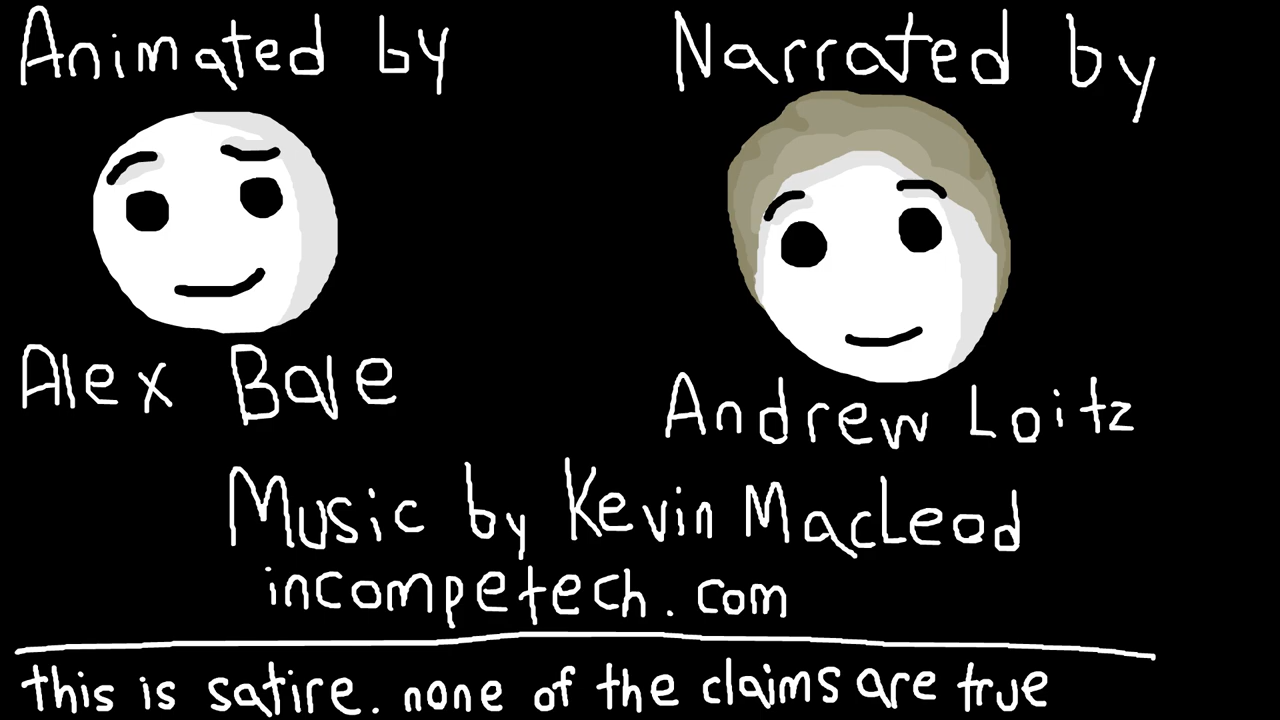 Animated by
Narrated by
Alex Bale
Andrew Loitz
Music by Kevin MacLeod
incompetech.com
this is satire. none of the claims are true